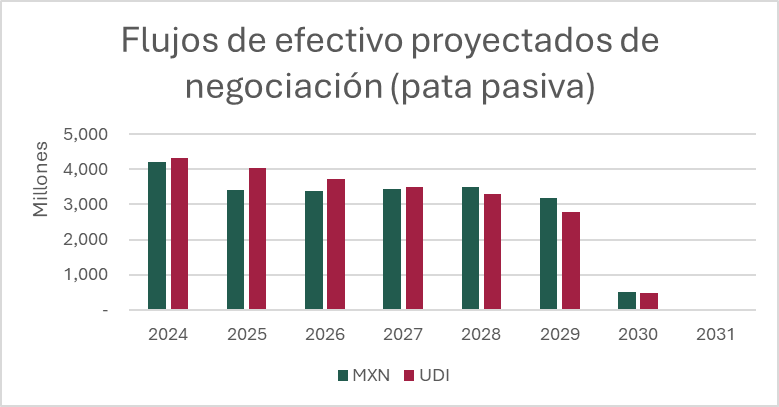 Flujos de efectivo proyectados de
negociación (pata pasiva)
Millones
5,000
4,000
3,000
2,000
1,000
-
2024 2025 2026 2027 2028 2029 2030 2031
MXN UDI